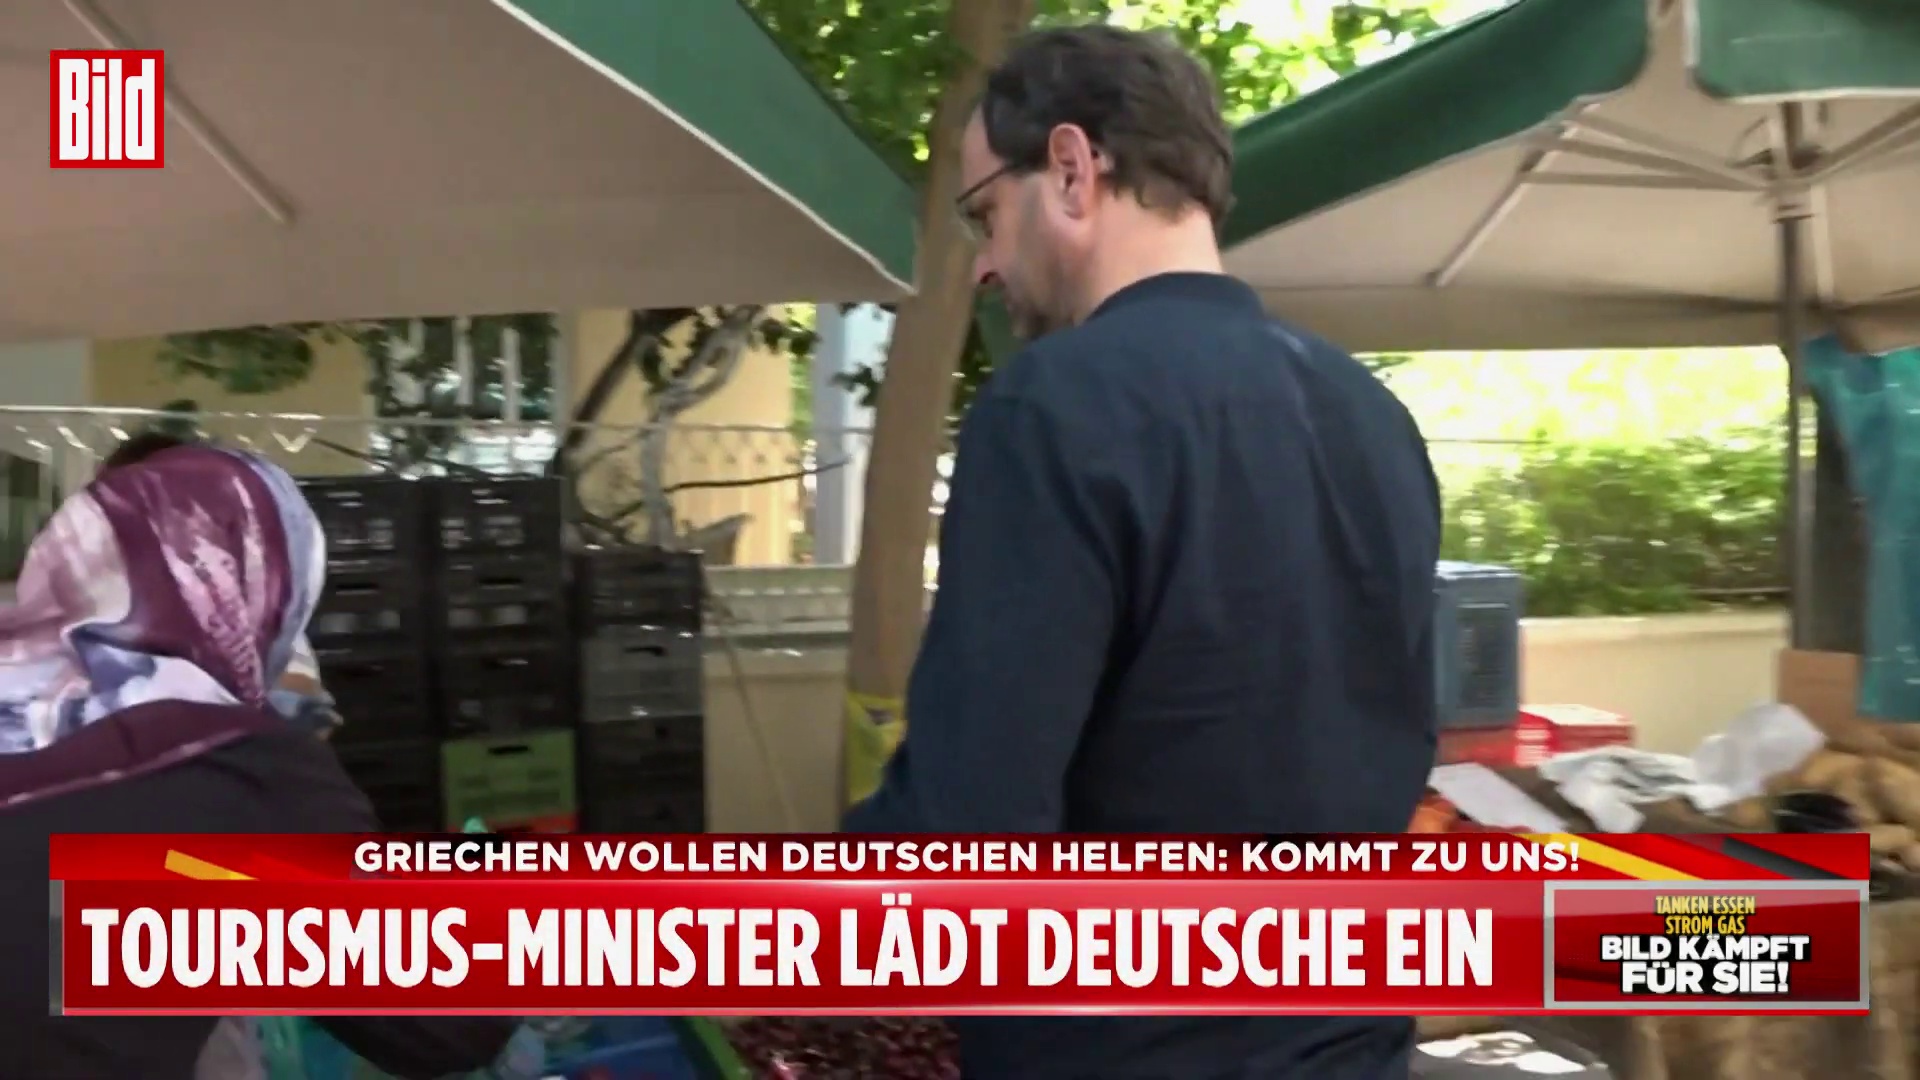 Bild
GRIECHEN WOLLEN DEUTSCHEN HELFEN: KOMMT ZU UNS!
TOURISMUS-MINISTER LÄDT DEUTSCHE EIN
TANKEN ESSEN
STROM GAS
BILD KÄMPFT
FÜR SIE!